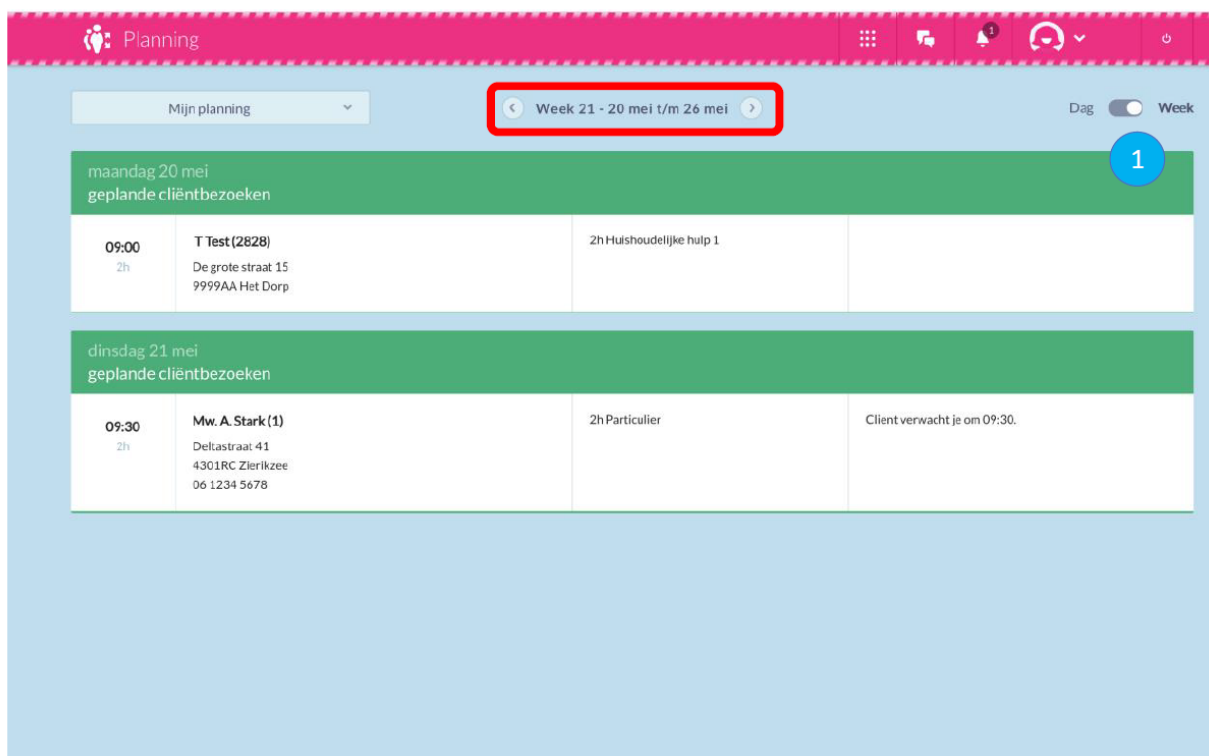 Planning
1
Mijn planning
Week 21 - 20 mei t/m 26 mei
Dag
Week
1
maandag 20 mei
geplande cliëntbezoeken
09:00
2h
T Test (2828)
De grote straat 15
9999AA Het Dorp
2h Huishoudelijke hulp 1
dinsdag 21 mei
geplande cliëntbezoeken
09:30
2h
Mw. A. Stark (1)
Deltastraat 41
4301RC Zierikzee
06 1234 5678
2h Particulier
Client verwacht je om 09:30.